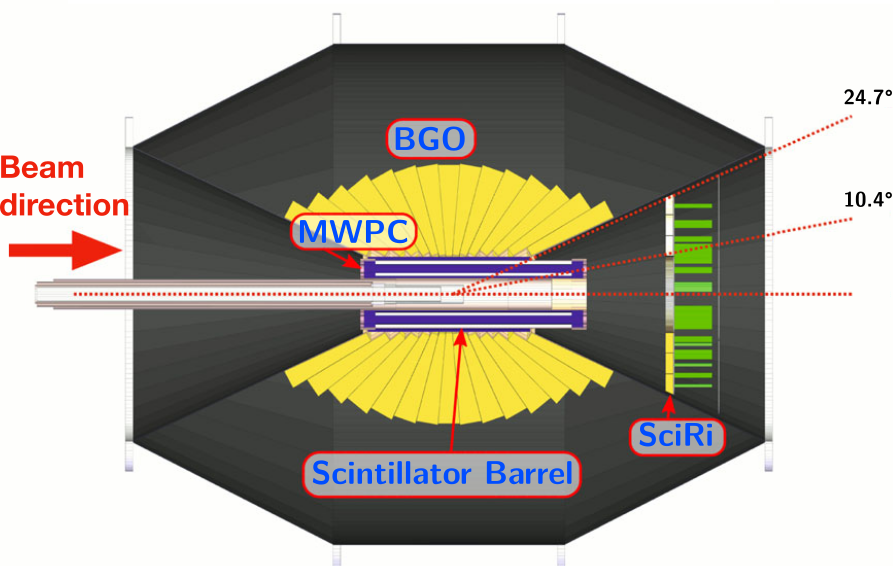 24.7°
BGO
Beam
direction
10.4°
MWPC
SciRi
Scintillator Barrel